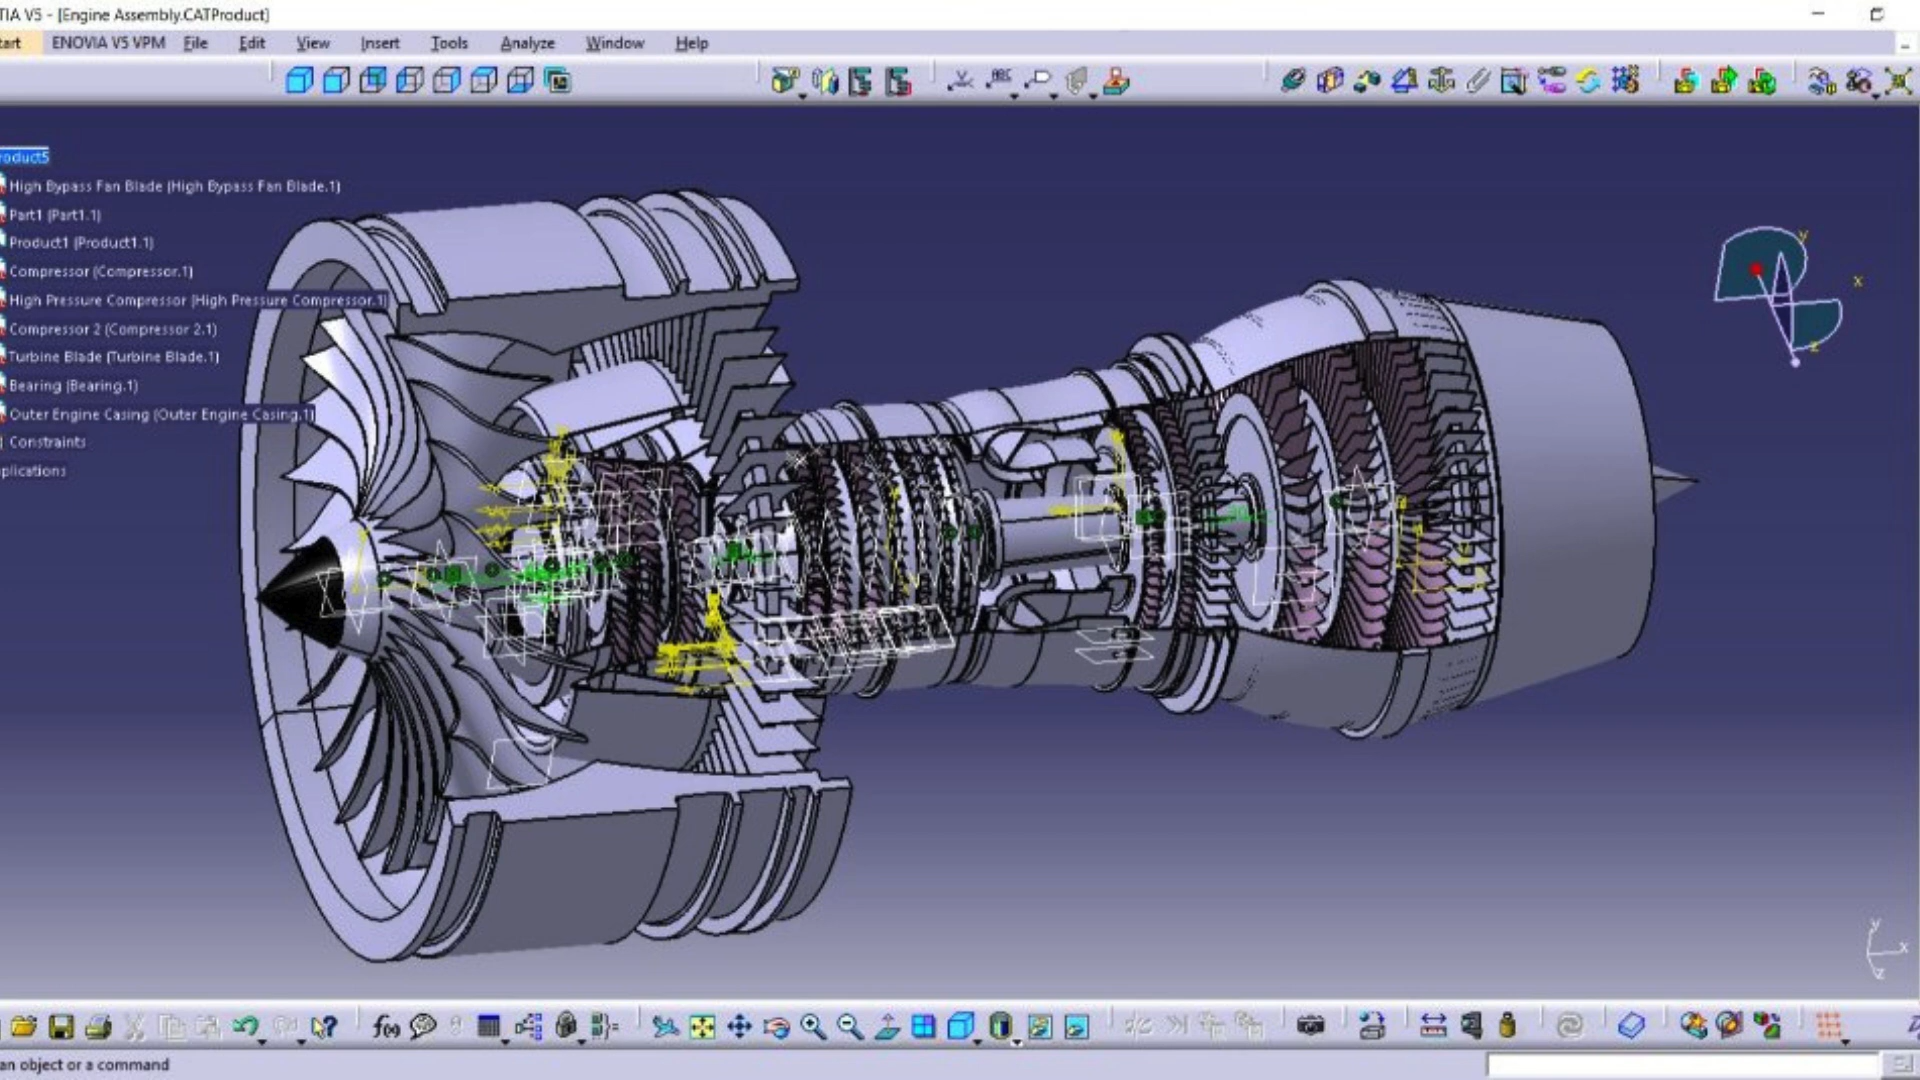 TIA V5 - [Engine Assembly.CATProduct]
tart ENOVIA V5 VPM File Edit View Insert Tools Analyze Window Help
ABC
roduct5
High Bypass Fan Blade (High Bypass Fan Blade.1)
Part1 (Part1.1)
Product1 (Product1.1)
Compressor (Compressor.1)
High Pressure Compressor (High Pressure Compressor.1)
Compressor 2 (Compressor 2.1)
Turbine Blade (Turbine Blade.1)
Bearing (Bearing.1)
Outer Engine Casing (Outer Engine Casing.1)
Constraints
plications
y
x
z
y
x
z
f(x)
an object or a command